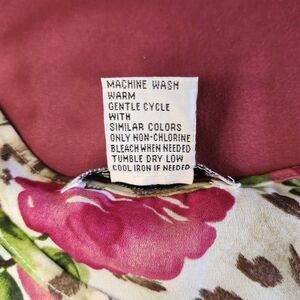 MACHINE WASH
WARM
GENTLE CYCLE
WITH
SIMILAR COLORS
ONLY NON-CHLORINE
BLEACH WHEN NEEDED
TUMBLE DRY LOW
COOL IRON IF NEEDED